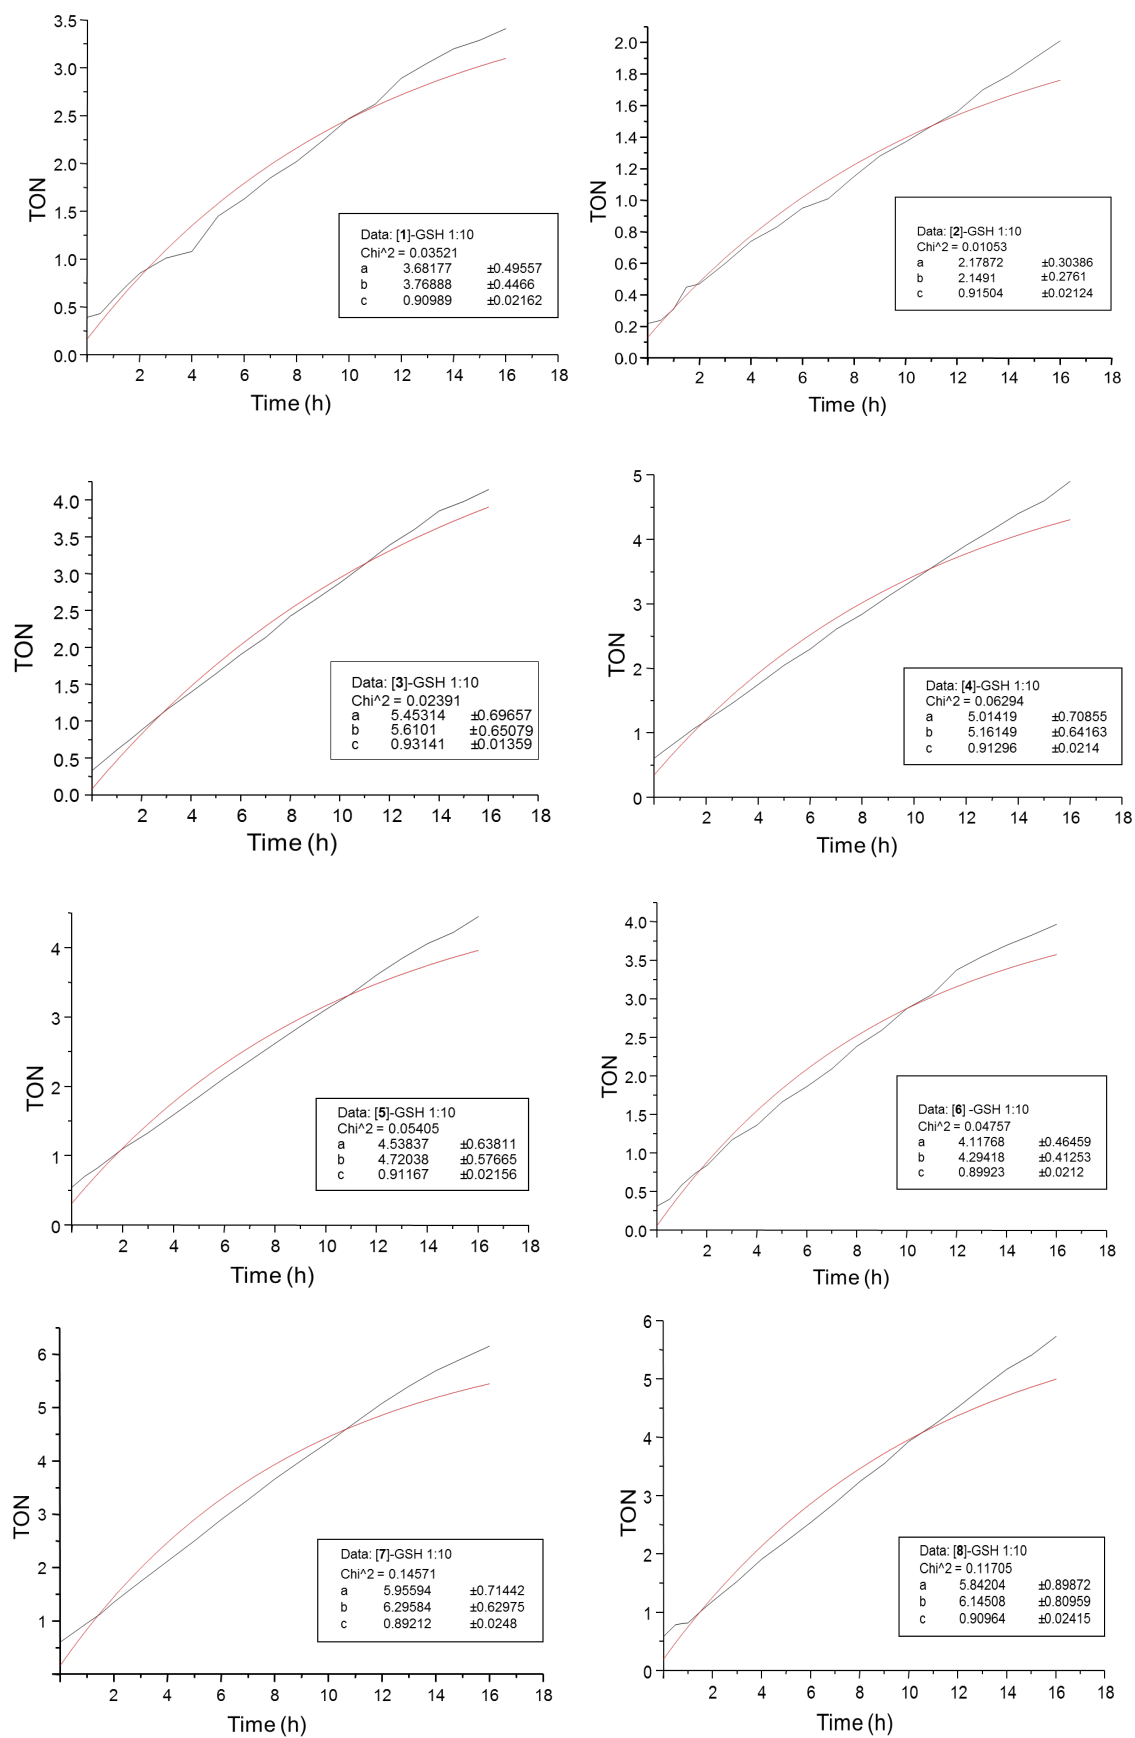 3.5
3.0
2.5
2.0
1.5
1.0
0.5
0.0
TON
Data: [1]-GSH 1:10
Chi^2 = 0.03521
a 3.68177 ±0.49557
b 3.76888 ±0.4466
c 0.90989 ±0.02162
2 4 6 8 10 12 14 16 18
Time (h)
2.0
1.8
1.6
1.4
1.2
1.0
0.8
0.6
0.4
0.2
0.0
TON
Data: [2]-GSH 1:10
Chi^2 = 0.01053
a 2.17872 ±0.30386
b 2.1491 ±0.2761
c 0.91504 ±0.02124
2 4 6 8 10 12 14 16 18
Time (h)
4.0
3.5
3.0
2.5
2.0
1.5
1.0
0.5
0.0
TON
Data: [3]-GSH 1:10
Chi^2 = 0.02391
a 5.45314 ±0.69657
b 5.6101 ±0.65079
c 0.93141 ±0.01359
2 4 6 8 10 12 14 16 18
Time (h)
5
4
3
2
1
0
TON
Data: [4]-GSH 1:10
Chi^2 = 0.06294
a 5.01419 ±0.70855
b 5.16149 ±0.64163
c 0.91296 ±0.0214
2 4 6 8 10 12 14 16 18
Time (h)
4
3
2
1
0
TON
Data: [5]-GSH 1:10
Chi^2 = 0.05405
a 4.53837 ±0.63811
b 4.72038 ±0.57665
c 0.91167 ±0.02156
2 4 6 8 10 12 14 16 18
Time (h)
4.0
3.5
3.0
2.5
2.0
1.5
1.0
0.5
0.0
TON
Data: [6] -GSH 1:10
Chi^2 = 0.04757
a 4.11768 ±0.46459
b 4.29418 ±0.41253
c 0.89923 ±0.0212
2 4 6 8 10 12 14 16 18
Time (h)
6
5
4
3
2
1
TON
Data: [7]-GSH 1:10
Chi^2 = 0.14571
a 5.95594 ±0.71442
b 6.29584 ±0.62975
c 0.89212 ±0.0248
2 4 6 8 10 12 14 16 18
Time (h)
6
5
4
3
2
1
0
TON
Data: [8]-GSH 1:10
Chi^2 = 0.11705
a 5.84204 ±0.89872
b 6.14508 ±0.80959
c 0.90964 ±0.02415
2 4 6 8 10 12 14 16 18
Time (h)